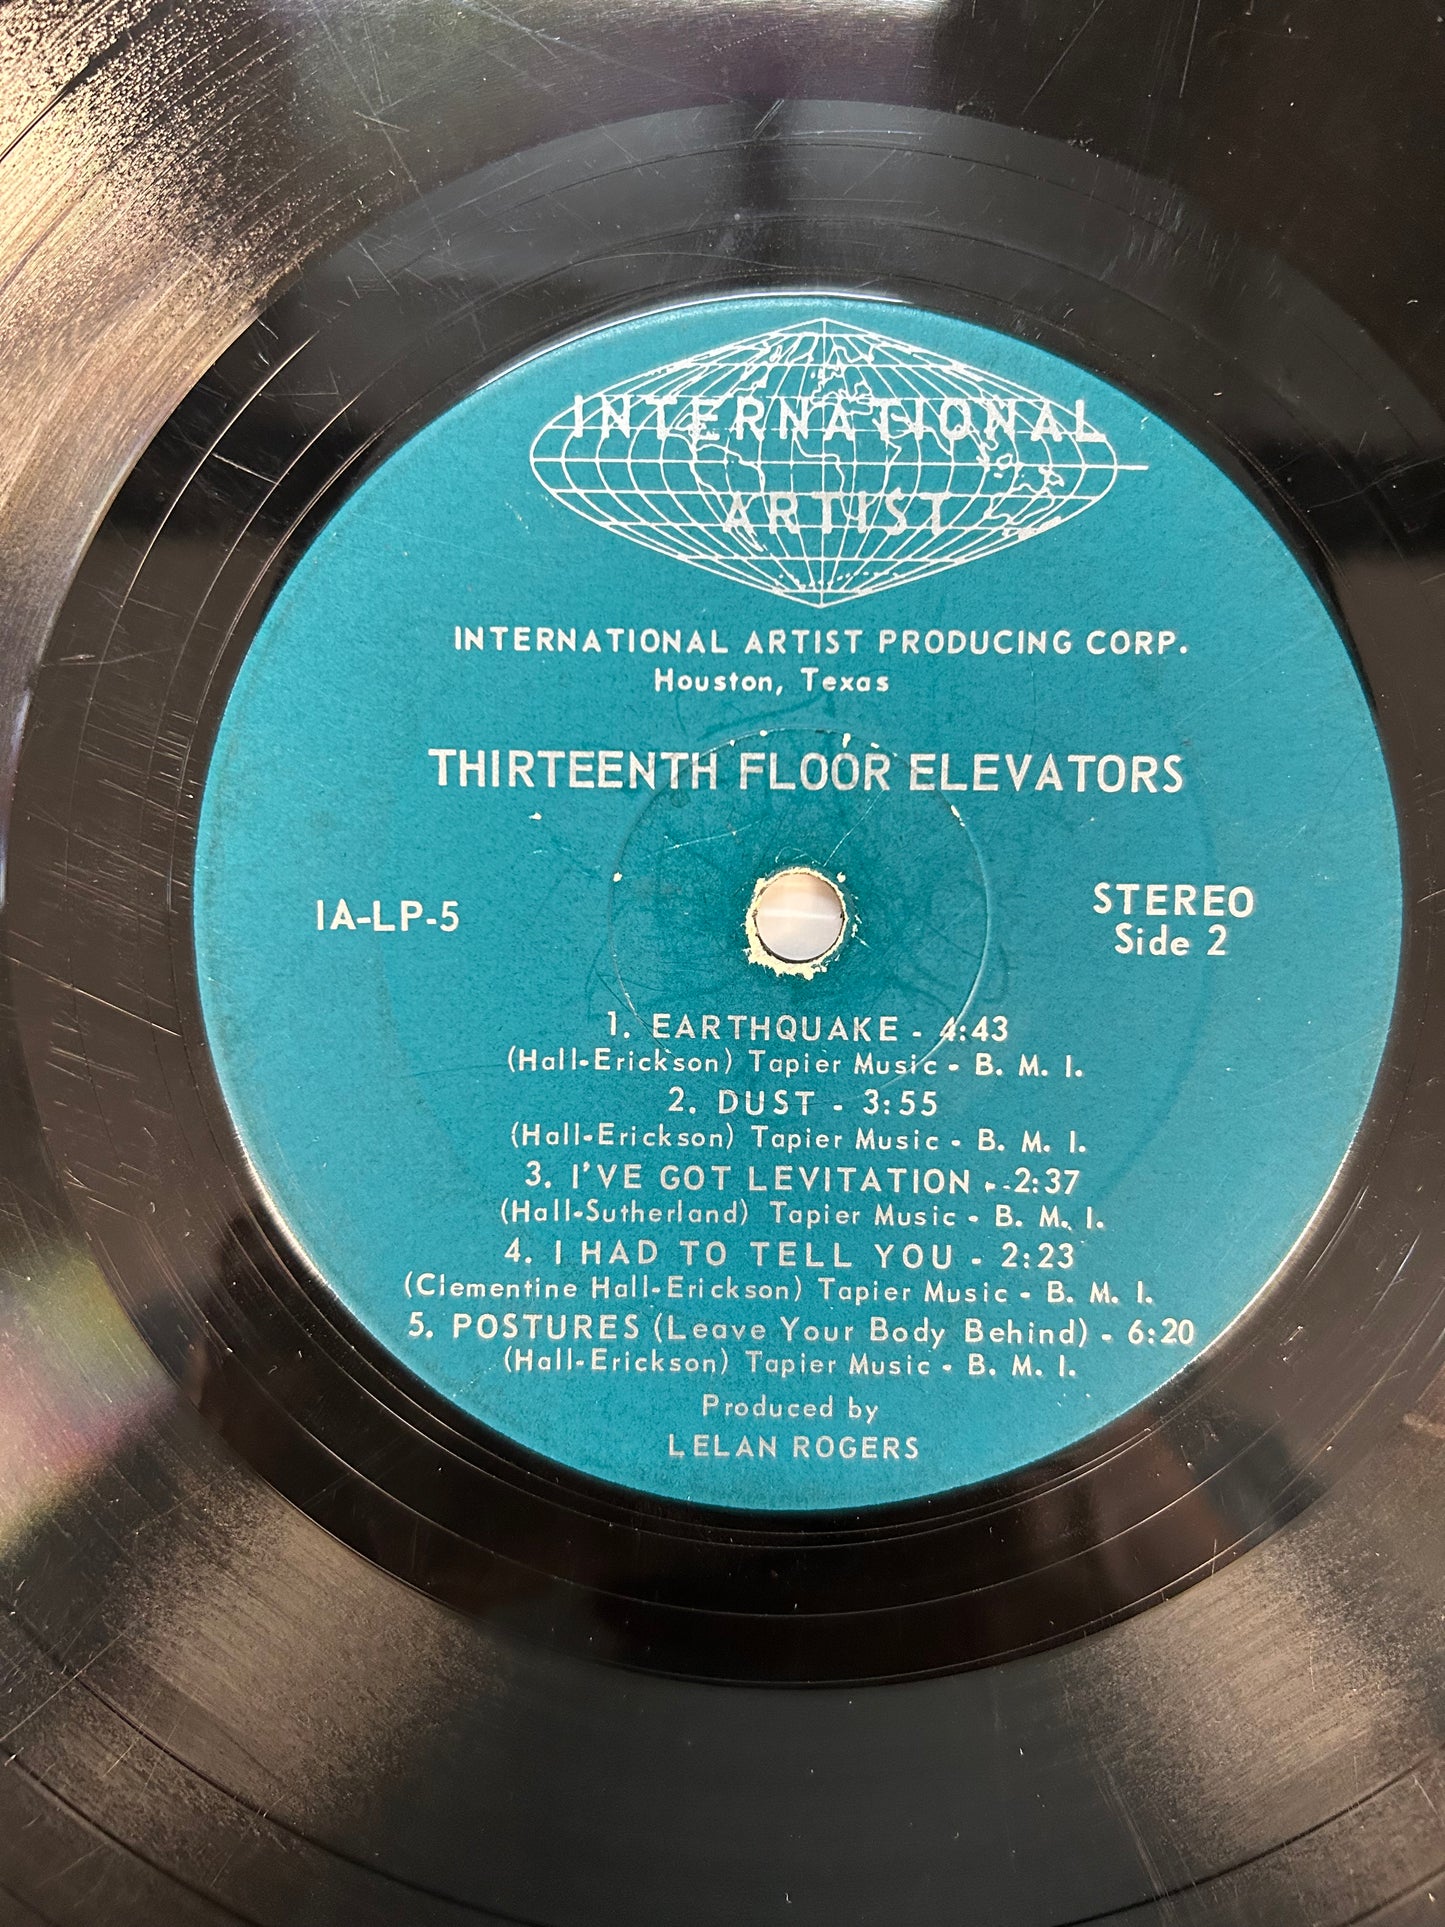 INTERNATIONAL
ARTIST
INTERNATIONAL ARTIST PRODUCING CORP.
Houston, Texas
THIRTEENTH FLOOR ELEVATORS
IA-LP-5
STEREO
Side 2
1. EARTHQUAKE - 4:43
(Hall-Erickson) Tapier Music - B. M. I.
2. DUST - 3:55
(Hall-Erickson) Tapier Music - B. M. I.
3. I'VE GOT LEVITATION - 2:37
(Hall-Sutherland) Tapier Music - B. M. I.
4. I HAD TO TELL YOU - 2:23
(Clementine Hall-Erickson) Tapier Music - B. M. I.
5. POSTURES (Leave Your Body Behind) - 6:20
(Hall-Erickson) Tapier Music - B. M. I.
Produced by
LELAN ROGERS